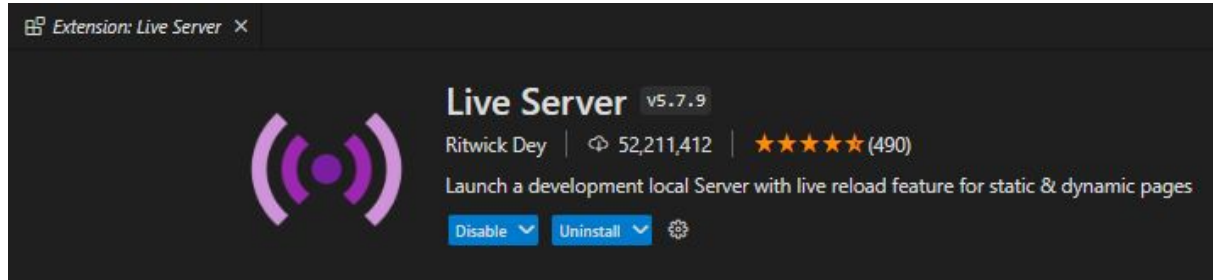 Extension: Live Server
Live Server v5.7.9
Ritwick Dey 52,211,412 (490)
Launch a development local Server with live reload feature for static & dynamic pages
Disable Uninstall